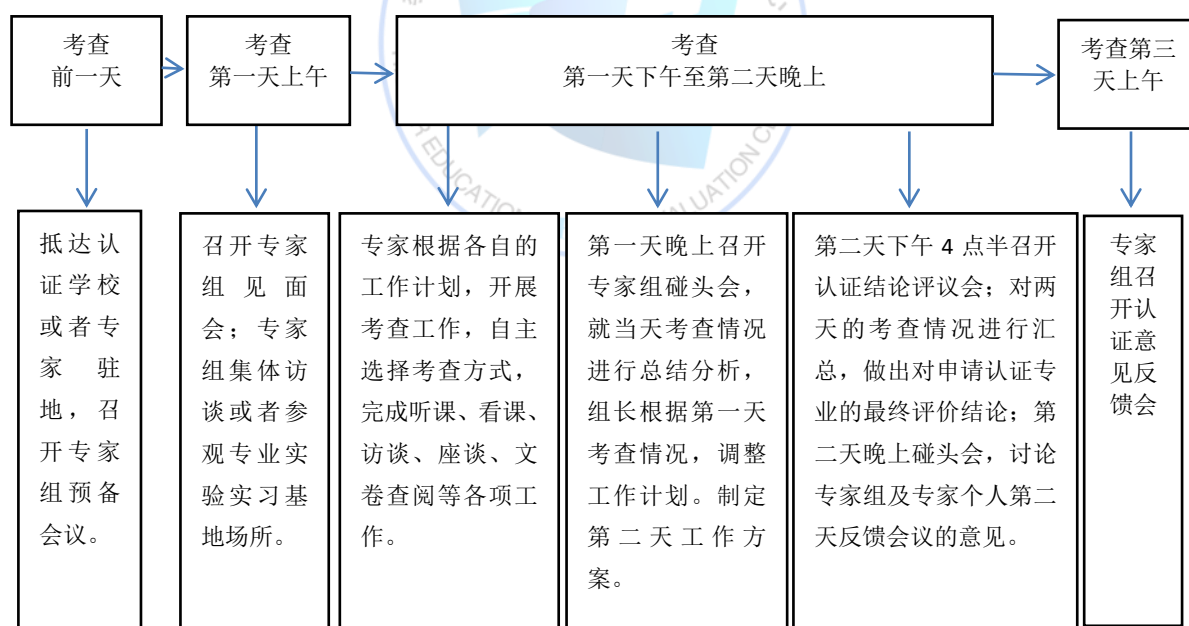 考查
前一天
考查
第一天上午
考查
第一天下午至第二天晚上
考查第三
天上午
抵达认
证学校
或者专
家驻
地，召
开专家
组预备
会议。
召开专家
组见面
会；专家
组集体访
谈或者参
观专业实
验实习基
地场所。
专家根据各自的
工作计划，开展
考查工作，自主
选择考查方式，
完成听课、看课、
访谈、座谈、文
卷查阅等各项工
作。
第一天晚上召开
专家组碰头会，
就当天考查情况
进行总结分析，
组长根据第一天
考查情况，调整
工作计划。制定
第二天工作方
案。
第二天下午 4 点半召开
认证结论评议会；对两
天的考查情况进行汇
总，做出对申请认证专
业的最终评价结论；第
二天晚上碰头会，讨论
专家组及专家个人第二
天反馈会议的意见。
专家
组召
开认
证意
见反
馈会